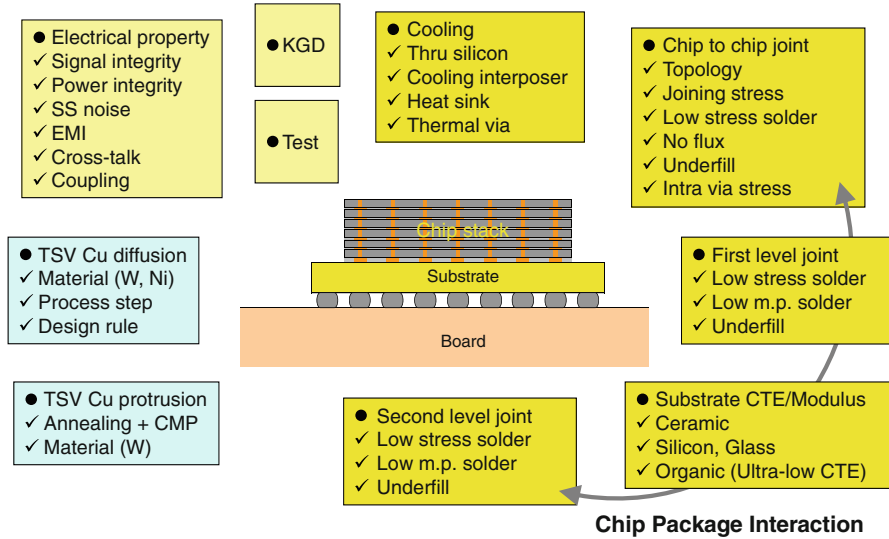 ● Electrical property
✓ Signal integrity
✓ Power integrity
✓ SS noise
✓ EMI
✓ Cross-talk
✓ Coupling
● KGD
● Test
● Cooling
✓ Thru silicon
✓ Cooling interposer
✓ Heat sink
✓ Thermal via
● Chip to chip joint
✓ Topology
✓ Joining stress
✓ Low stress solder
✓ No flux
✓ Underfill
✓ Intra via stress
● TSV Cu diffusion
✓ Material (W, Ni)
✓ Process step
✓ Design rule
Chip stack
Substrate
Board
● First level joint
✓ Low stress solder
✓ Low m.p. solder
✓ Underfill
● TSV Cu protrusion
✓ Annealing + CMP
✓ Material (W)
● Second level joint
✓ Low stress solder
✓ Low m.p. solder
✓ Underfill
● Substrate CTE/Modulus
✓ Ceramic
✓ Silicon, Glass
✓ Organic (Ultra-low CTE)
Chip Package Interaction